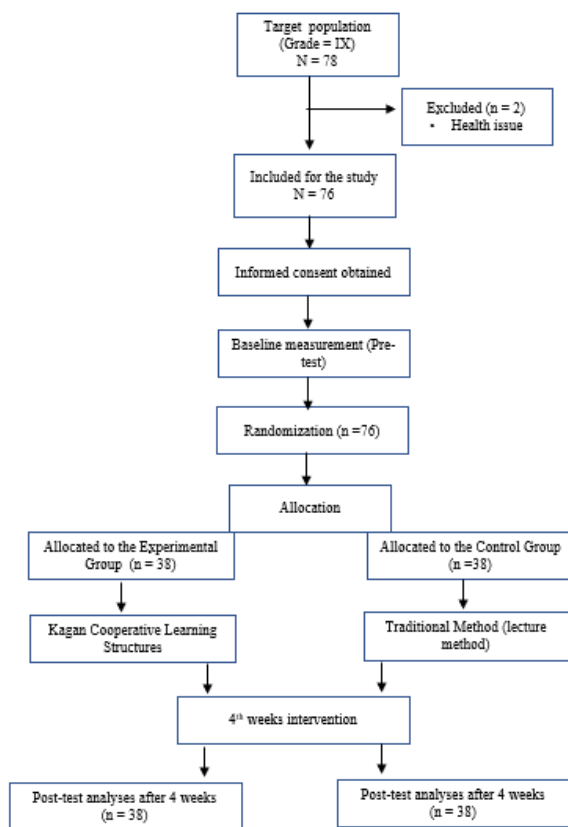 Target population
(Grade = IX)
N = 78
Excluded (n = 2)
• Health issue
Included for the study
N = 76
Informed consent obtained
Baseline measurement (Pre-
test)
Randomization (n =76)
Allocation
Allocated to the Experimental
Group (n = 38)
Allocated to the Control Group
(n =38)
Kagan Cooperative Learning
Structures
Traditional Method (lecture
method)
4th weeks intervention
Post-test analyses after 4 weeks
(n = 38)
Post-test analyses after 4 weeks
(n = 38)